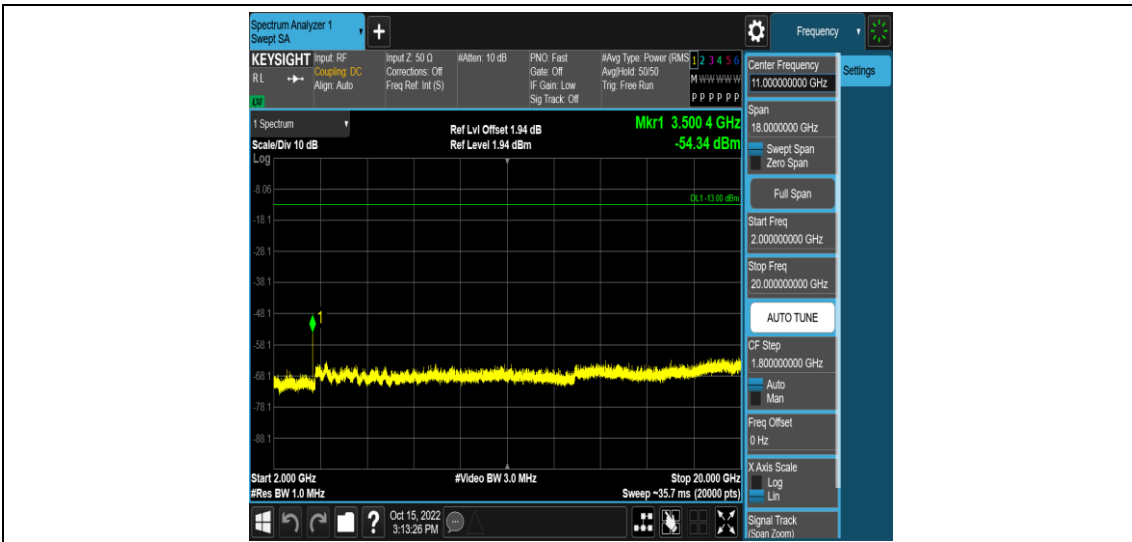 Spectrum Analyzer 1
Swept SA
+
Frequency
KEYSIGHT
RL
LXI
Input: RF
Coupling: DC
Align: Auto
Input Z: 50 Ω
Corrections: Off
Freq Ref: Int (S)
#Atten: 10 dB
PNO: Fast
Gate: Off
IF Gain: Low
Sig Track: Off
#Avg Type: Power (RMS
Avg|Hold: 50/50
Trig: Free Run
1 2 3 4 5 6
M W W W W W
P P P P P P
1 Spectrum
Scale/Div 10 dB
Log
Ref Lvl Offset 1.94 dB
Ref Level 1.94 dBm
Mkr1 3.500 4 GHz
-54.34 dBm
-8.06
DL1 -13.00 dBm
-18.1
-28.1
-38.1
-48.1
1
-58.1
-68.1
-78.1
-88.1
Start 2.000 GHz
#Res BW 1.0 MHz
#Video BW 3.0 MHz
Stop 20.000 GHz
Sweep ~35.7 ms (20000 pts)
?
Oct 15, 2022
3:13:26 PM
Center Frequency
11.000000000 GHz
Settings
Span
18.0000000 GHz
Swept Span
Zero Span
Full Span
Start Freq
2.000000000 GHz
Stop Freq
20.000000000 GHz
AUTO TUNE
CF Step
1.800000000 GHz
Auto
Man
Freq Offset
0 Hz
X Axis Scale
Log
Lin
Signal Track
(Span Zoom)